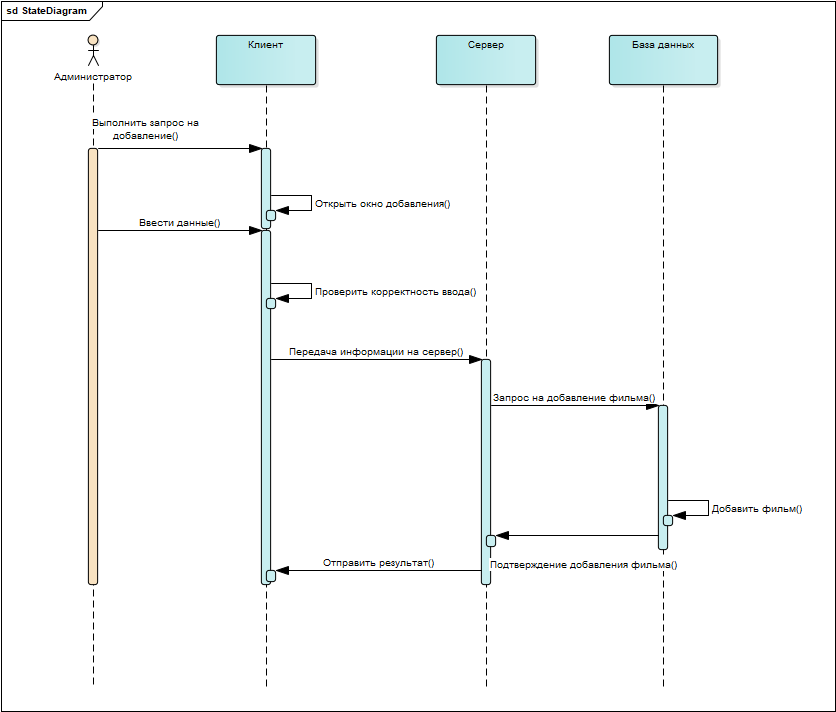 sd StateDiagram
Клиент
Сервер
База данных
Администратор
Выполнить запрос на
добавление()
Открыть окно добавления()
Ввести данные()
Проверить корректность ввода()
Передача информации на сервер()
Запрос на добавление фильма()
Добавить фильм()
Отправить результат()
Подтверждение добавления фильма()